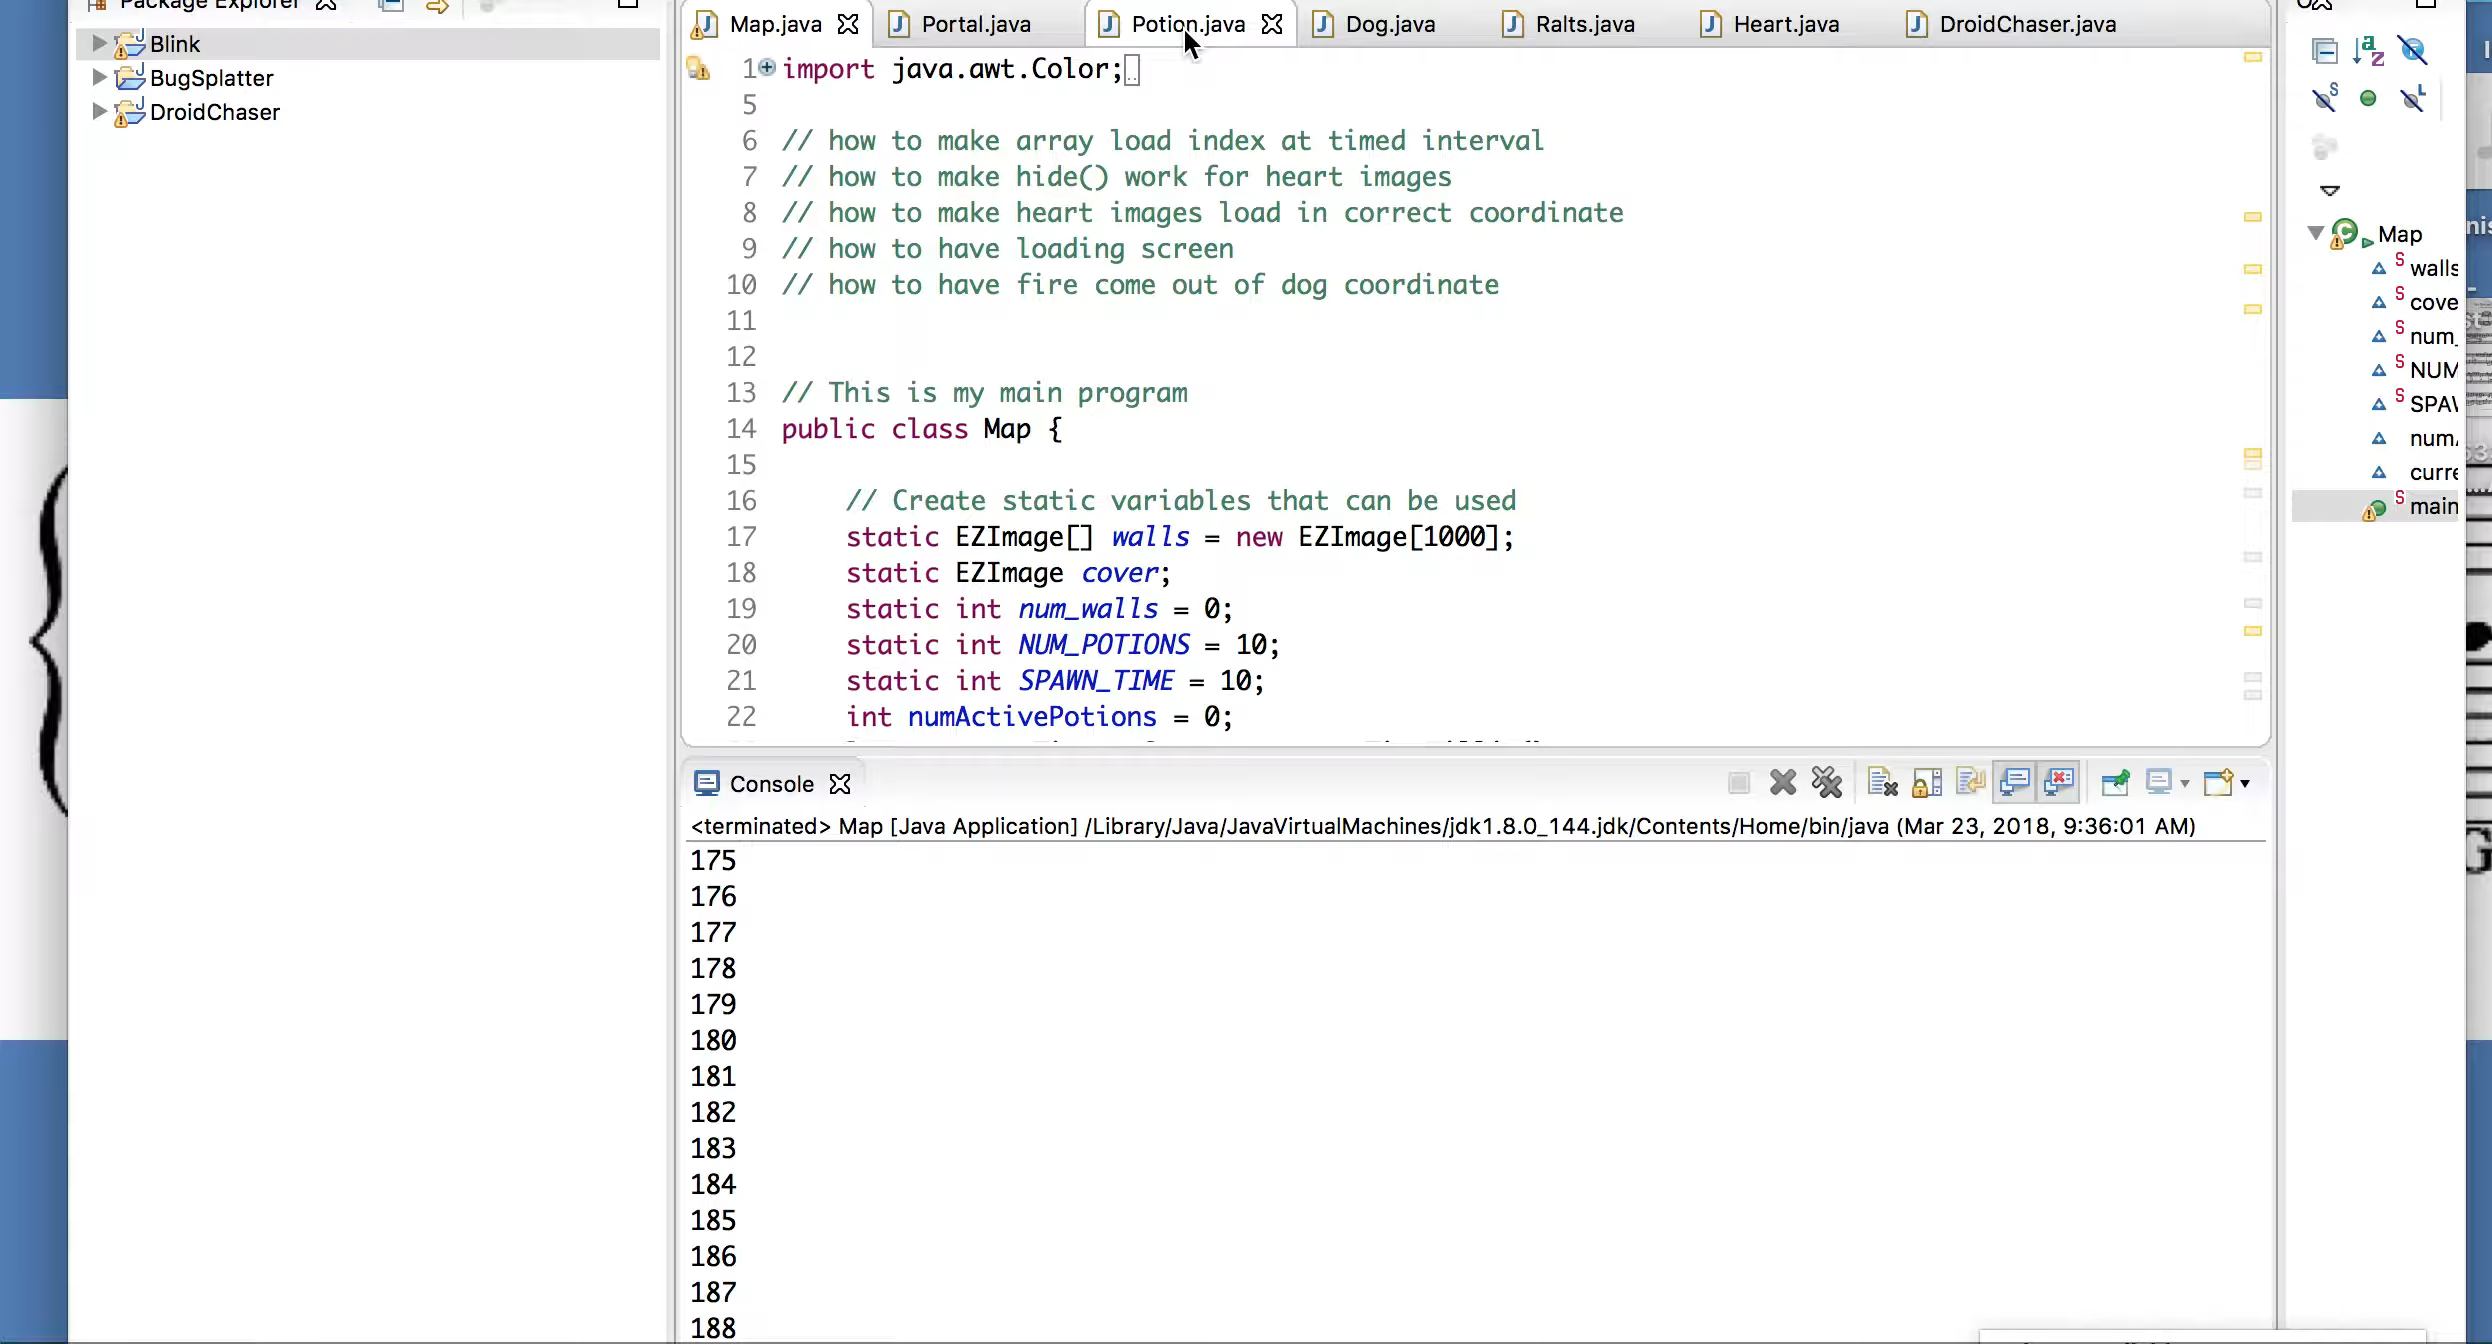 Package Explorer
Blink
BugSplatter
DroidChaser
Map.java
Portal.java
Potion.java
Dog.java
Ralts.java
Heart.java
DroidChaser.java
1 import java.awt.Color;
5
6 // how to make array load index at timed interval
7 // how to make hide() work for heart images
8 // how to make heart images load in correct coordinate
9 // how to have loading screen
10 // how to have fire come out of dog coordinate
11
12
13 // This is my main program
14 public class Map {
15
16 // Create static variables that can be used
17 static EZImage[] walls = new EZImage[1000];
18 static EZImage cover;
19 static int num_walls = 0;
20 static int NUM_POTIONS = 10;
21 static int SPAWN_TIME = 10;
22 int numActivePotions = 0;
Console
<terminated> Map [Java Application] /Library/Java/JavaVirtualMachines/jdk1.8.0_144.jdk/Contents/Home/bin/java (Mar 23, 2018, 9:36:01 AM)
175
176
177
178
179
180
181
182
183
184
185
186
187
188
Map
walls
cove
num_
NUM
SPA
num
curre
main